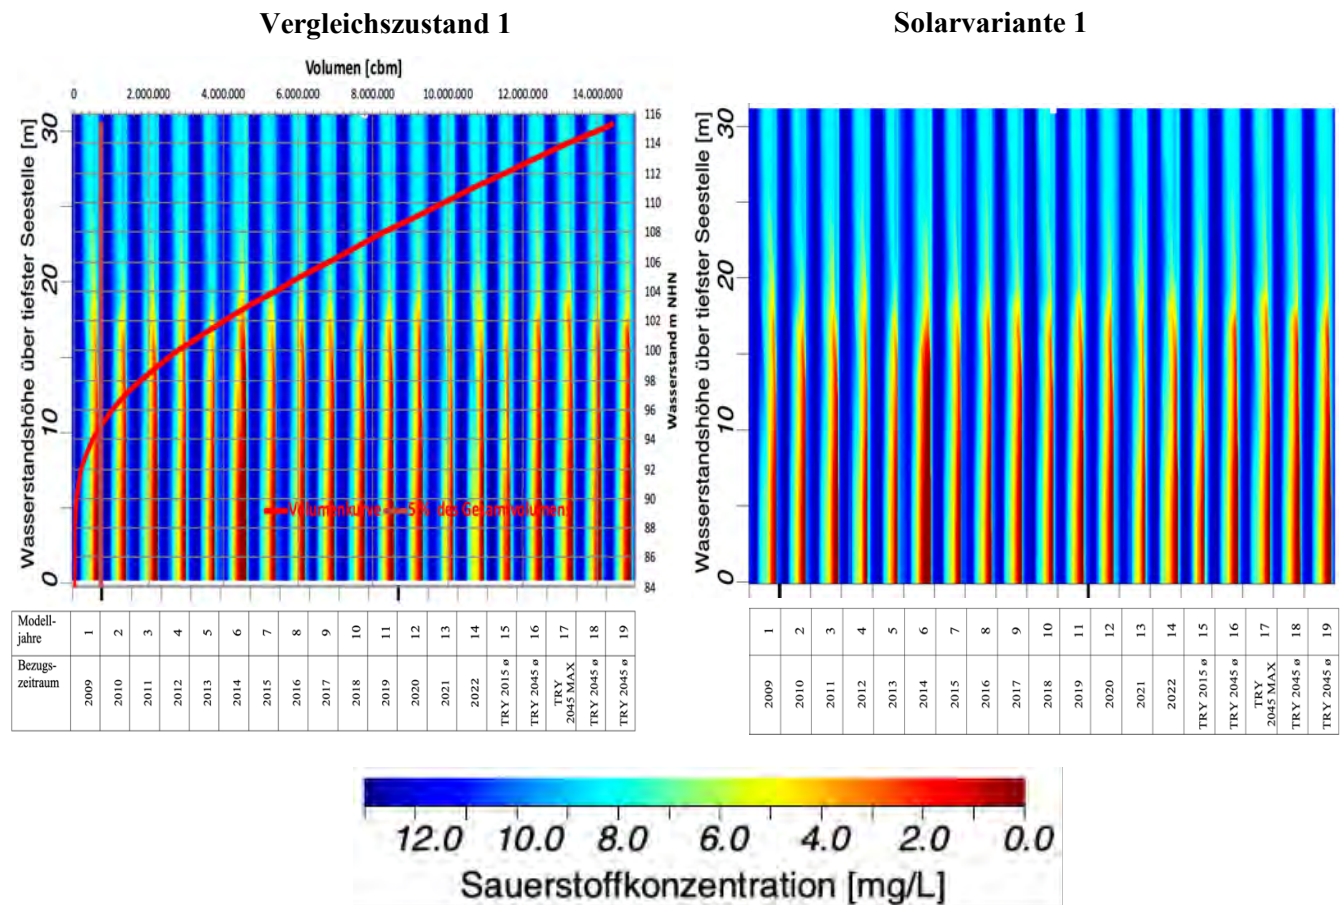 Vergleichszustand 1
Solarvariante 1
Volumen [cbm]
0 2.000.000 4.000.000 6.000.000 8.000.000 10.000.000 12.000.000 14.000.000
Wasserstandshöhe über tiefster Seestelle [m]
30
20
10
0
116
114
112
110
108
106
104
102
100
98
96
94
92
90
88
86
84
Wasserstand m NHN
Volumenkurve 5% des Gesamtvolumens
Wasserstandshöhe über tiefster Seestelle [m]
30
20
10
0
Modell-
jahre
1 2 3 4 5 6 7 8 9 10 11 12 13 14 15 16 17 18 19
Bezugs-
zeitraum
2009 2010 2011 2012 2013 2014 2015 2016 2017 2018 2019 2020 2021 2022 TRY 2015 ø TRY 2045 ø TRY 2045 MAX TRY 2045 ø TRY 2045 ø
1 2 3 4 5 6 7 8 9 10 11 12 13 14 15 16 17 18 19
2009 2010 2011 2012 2013 2014 2015 2016 2017 2018 2019 2020 2021 2022 TRY 2015 ø TRY 2045 ø TRY 2045 MAX TRY 2045 ø TRY 2045 ø
12.0 10.0 8.0 6.0 4.0 2.0 0.0
Sauerstoffkonzentration [mg/L]